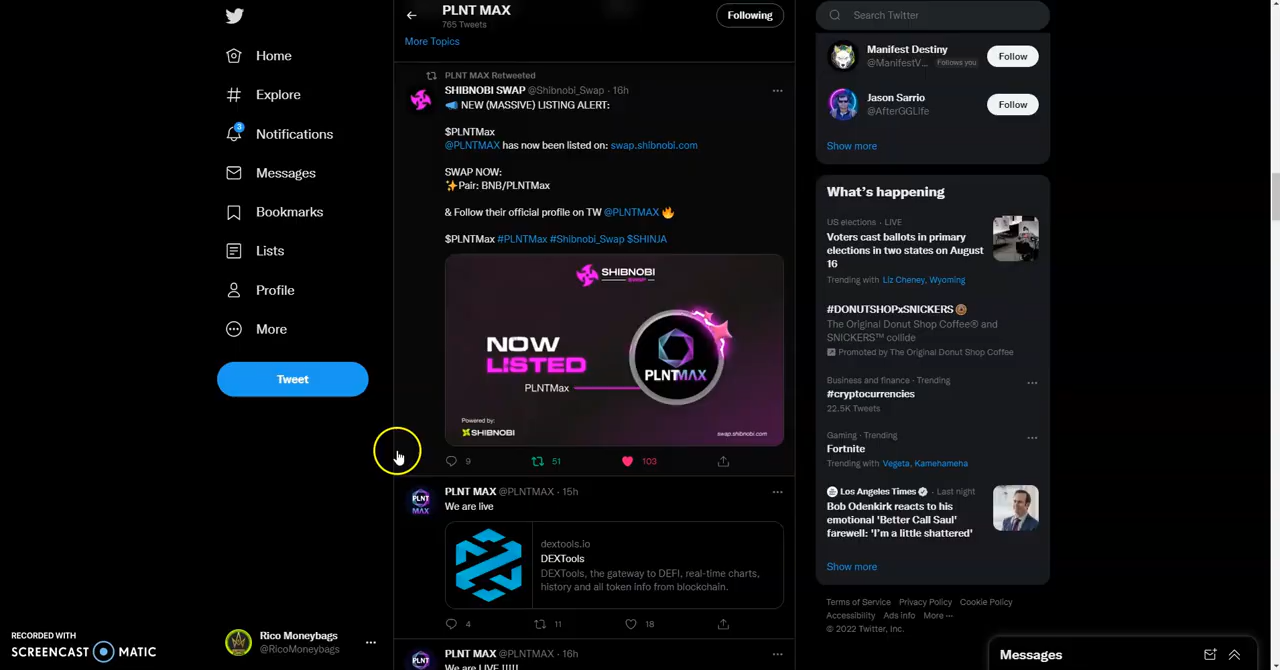 Home
Explore
3
Notifications
Messages
Bookmarks
Lists
Profile
More
Tweet
Rico Moneybags
@RicoMoneybags
RECORDED WITH
SCREENCAST MATIC
PLNT MAX
765 Tweets
Following
More Topics
PLNT MAX Retweeted
SHIBNOBI SWAP @Shibnobi_Swap · 16h
NEW (MASSIVE) LISTING ALERT:
$PLNTMax
@PLNTMAX has now been listed on: swap.shibnobi.com
SWAP NOW:
Pair: BNB/PLNTMax
& Follow their official profile on TW @PLNTMAX
$PLNTMax #PLNTMax #Shibnobi_Swap $SHINJA
SHIBNOBI
SWAP
NOW
LISTED
PLNTMax
PLNTMAX
Powered by:
SHIBNOBI
swap.shibnobi.com
9
51
103
PLNT MAX
PLNT MAX @PLNTMAX · 15h
We are live
dextools.io
DEXTools
DEXTools, the gateway to DEFI, real-time charts,
history and all token info from blockchain.
4
11
18
PLNT
PLNT MAX @PLNTMAX · 16h
We are LIVE !!!!!
Search Twitter
Manifest Destiny
@ManifestV... Follows you
Follow
Jason Sarrio
@AfterGGLife
Follow
Show more
What's happening
US elections · LIVE
Voters cast ballots in primary
elections in two states on August
16
Trending with Liz Cheney, Wyoming
#DONUTSHOPxSNICKERS
The Original Donut Shop Coffee® and
SNICKERS™ collide
Promoted by The Original Donut Shop Coffee
Business and finance · Trending
#cryptocurrencies
22.5K Tweets
Gaming · Trending
Fortnite
Trending with Vegeta, Kamehameha
Los Angeles Times · Last night
Bob Odenkirk reacts to his
emotional 'Better Call Saul'
farewell: 'I'm a little shattered'
Show more
Terms of Service Privacy Policy Cookie Policy
Accessibility Ads info More ···
© 2022 Twitter, Inc.
Messages